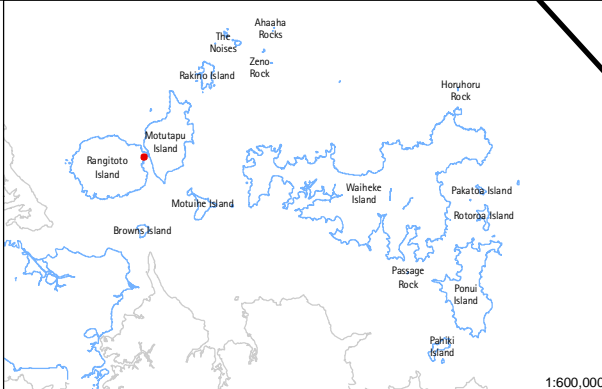 Ahaaha
Rocks
The
Noises
Zeno
Rock
Rakino Island
Horuhoru
Rock
Motutapu
Island
Rangitoto
Island
Waiheke
Island
Pakatoa Island
Motuihe Island
Rotoroa Island
Browns Island
Passage
Rock
Ponui
Island
Pahiki
Island
1:600,000